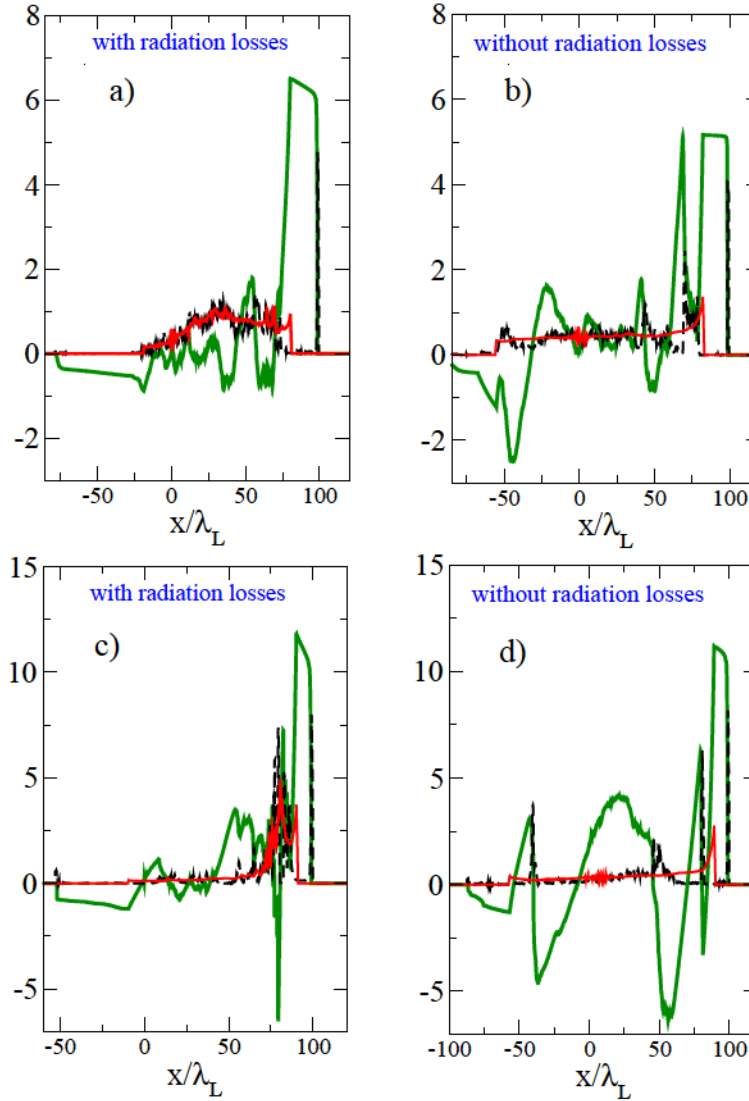 with radiation losses
a)
8
6
4
2
0
-2
-50 0 50 100
x/λL
without radiation losses
b)
8
6
4
2
0
-2
-50 0 50 100
x/λL
with radiation losses
c)
15
10
5
0
-5
-50 0 50 100
x/λL
without radiation losses
d)
15
10
5
0
-5
-100 -50 0 50 100
x/λL